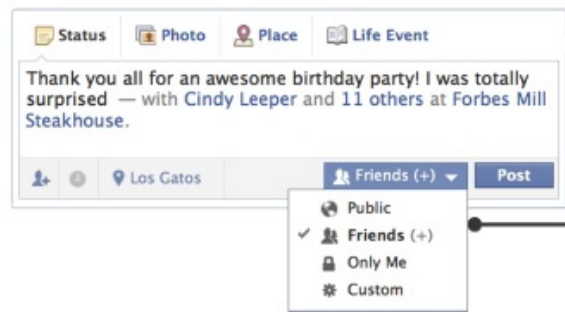 Status Photo Place Life Event
Thank you all for an awesome birthday party! I was totally
surprised — with Cindy Leeper and 11 others at Forbes Mill
Steakhouse.
Los Gatos Friends (+) Post
Public
Friends (+)
Only Me
Custom